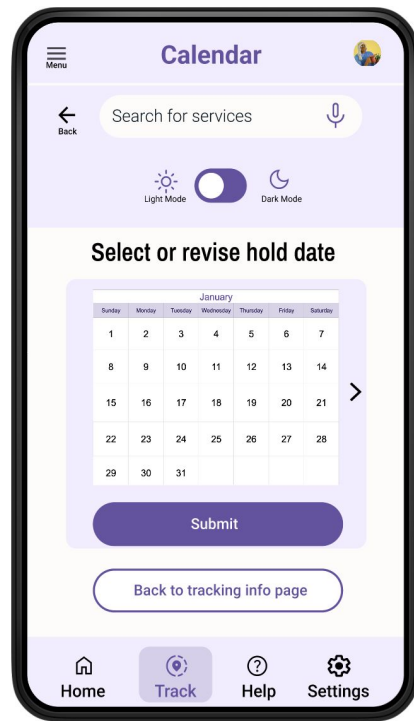 Calendar
Menu
Search for services
Back
Light Mode
Dark Mode
Select or revise hold date
January
Sunday Monday Tuesday Wednesday Thursday Friday Saturday
1 2 3 4 5 6 7
8 9 10 11 12 13 14
15 16 17 18 19 20 21
22 23 24 25 26 27 28
29 30 31
Submit
Back to tracking info page
Home Track Help Settings